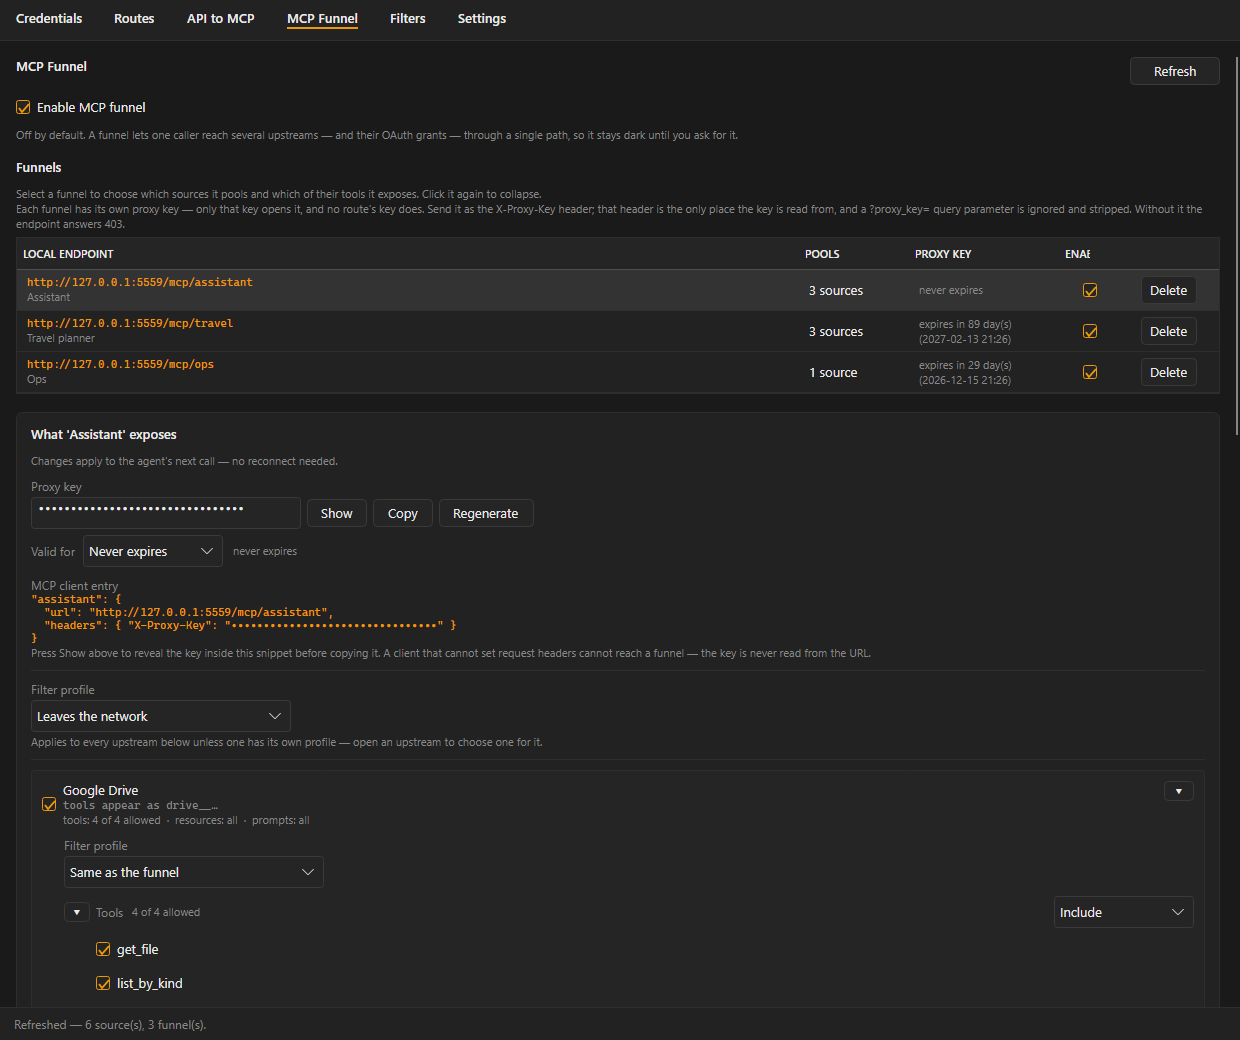 Credentials Routes API to MCP MCP Funnel Filters Settings
MCP Funnel
Refresh
Enable MCP funnel
Off by default. A funnel lets one caller reach several upstreams — and their OAuth grants — through a single path, so it stays dark until you ask for it.
Funnels
Select a funnel to choose which sources it pools and which of their tools it exposes. Click it again to collapse.
Each funnel has its own proxy key — only that key opens it, and no route's key does. Send it as the X-Proxy-Key header; that header is the only place the key is read from, and a ?proxy_key= query parameter is ignored and stripped. Without it the
endpoint answers 403.
LOCAL ENDPOINT POOLS PROXY KEY ENAE
http://127.0.0.1:5559/mcp/assistant
Assistant
3 sources
never expires
Delete
http://127.0.0.1:5559/mcp/travel
Travel planner
3 sources
expires in 89 day(s)
(2027-02-13 21:26)
Delete
http://127.0.0.1:5559/mcp/ops
Ops
1 source
expires in 29 day(s)
(2026-12-15 21:26)
Delete
What 'Assistant' exposes
Changes apply to the agent's next call — no reconnect needed.
Proxy key
•••••••••••••••••••••••••••••••• Show Copy Regenerate
Valid for Never expires never expires
MCP client entry
"assistant": {
"url": "http://127.0.0.1:5559/mcp/assistant",
"headers": { "X-Proxy-Key": "••••••••••••••••••••••••••••••••" }
}
Press Show above to reveal the key inside this snippet before copying it. A client that cannot set request headers cannot reach a funnel — the key is never read from the URL.
Filter profile
Leaves the network
Applies to every upstream below unless one has its own profile — open an upstream to choose one for it.
Google Drive
tools appear as drive__…
tools: 4 of 4 allowed · resources: all · prompts: all
Filter profile
Same as the funnel
Tools 4 of 4 allowed Include
get_file
list_by_kind
Refreshed — 6 source(s), 3 funnel(s).